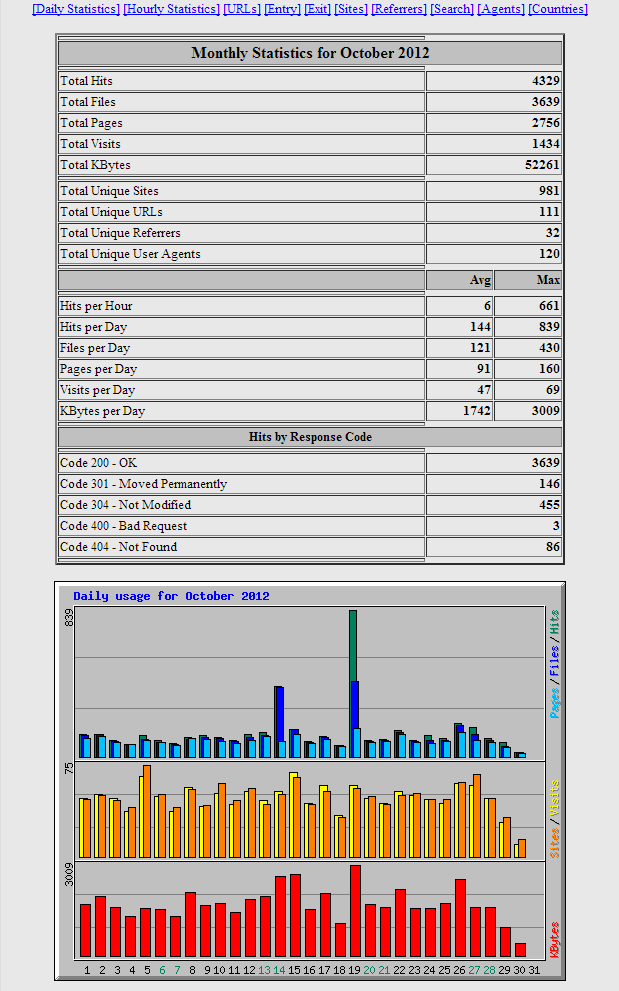 [Daily Statistics] [Hourly Statistics] [URLs] [Entry] [Exit] [Sites] [Referrers] [Search] [Agents] [Countries]
Monthly Statistics for October 2012
Total Hits 4329
Total Files 3639
Total Pages 2756
Total Visits 1434
Total KBytes 52261
Total Unique Sites 981
Total Unique URLs 111
Total Unique Referrers 32
Total Unique User Agents 120
Avg Max
Hits per Hour 6 661
Hits per Day 144 839
Files per Day 121 430
Pages per Day 91 160
Visits per Day 47 69
KBytes per Day 1742 3009
Hits by Response Code
Code 200 - OK 3639
Code 301 - Moved Permanently 146
Code 304 - Not Modified 455
Code 400 - Bad Request 3
Code 404 - Not Found 86
Daily usage for October 2012
839
Pages / Files / Hits
75
Sites / Visits
3009
KBytes
1 2 3 4 5 6 7 8 9 10 11 12 13 14 15 16 17 18 19 20 21 22 23 24 25 26 27 28 29 30 31